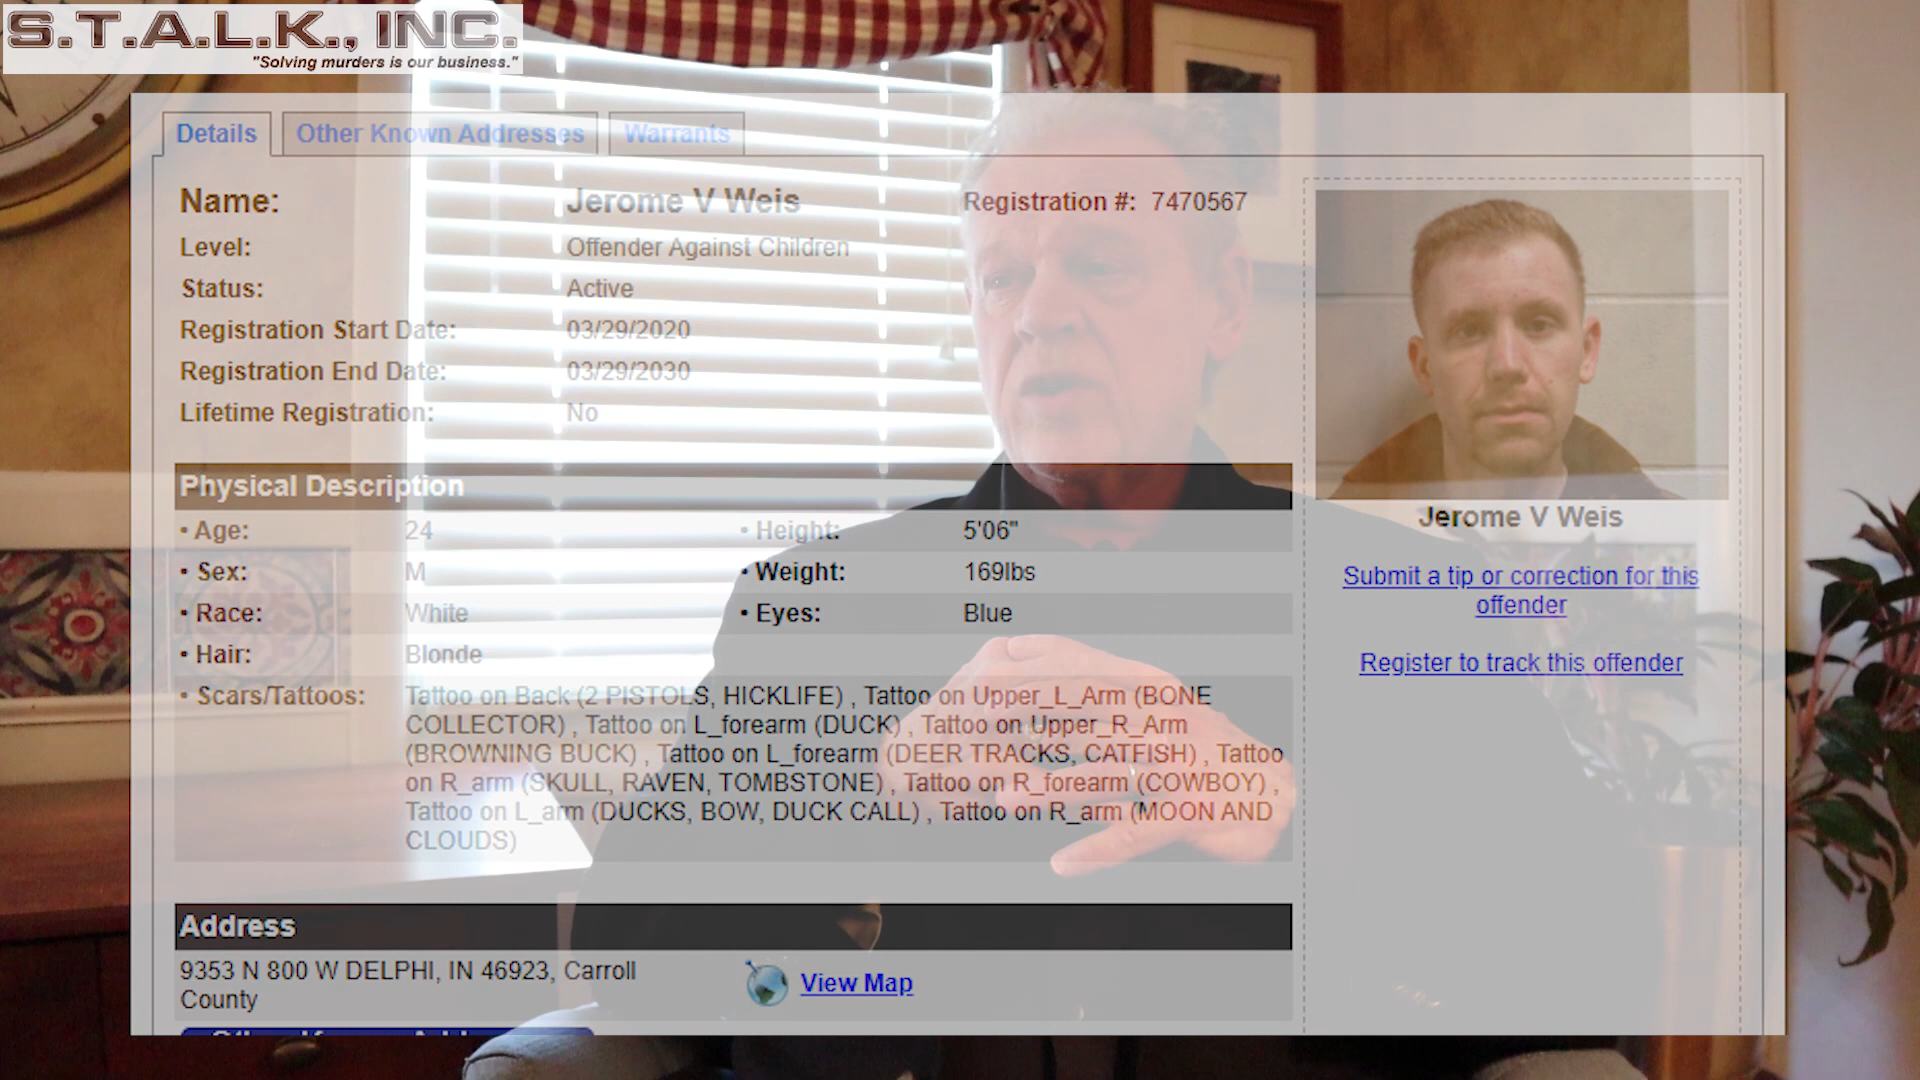 S.T.A.L.K., INC.
"Solving murders is our business."
Details
Other Known Addresses
Warrants
Name: Jerome V Weis Registration #: 7470567
Level: Offender Against Children
Status: Active
Registration Start Date: 03/29/2020
Registration End Date: 03/29/2030
Lifetime Registration: No
Physical Description
• Age: 24 • Height: 5'06"
• Sex: M • Weight: 169lbs
• Race: White • Eyes: Blue
• Hair: Blonde
• Scars/Tattoos: Tattoo on Back (2 PISTOLS, HICKLIFE) , Tattoo on Upper_L_Arm (BONE
COLLECTOR) , Tattoo on L_forearm (DUCK) , Tattoo on Upper_R_Arm
(BROWNING BUCK) , Tattoo on L_forearm (DEER TRACKS, CATFISH) , Tattoo
on R_arm (SKULL, RAVEN, TOMBSTONE) , Tattoo on R_forearm (COWBOY) ,
Tattoo on L_arm (DUCKS, BOW, DUCK CALL) , Tattoo on R_arm (MOON AND
CLOUDS)
Address
9353 N 800 W DELPHI, IN 46923, Carroll
County
View Map
Jerome V Weis
Submit a tip or correction for this
offender
Register to track this offender